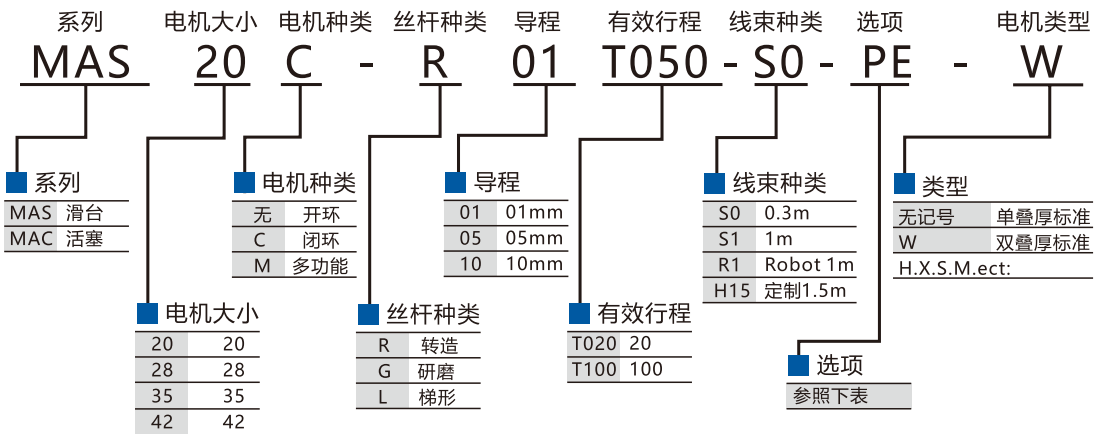 系列 电机大小 电机种类 丝杆种类 导程 有效行程 线束种类 选项 电机类型
MAS 20 C - R 01 T050 - S0 - PE - W
系列
MAS 滑台
MAC 活塞
电机种类
无 开环
C 闭环
M 多功能
导程
01 01mm
05 05mm
10 10mm
线束种类
S0 0.3m
S1 1m
R1 Robot 1m
H15 定制1.5m
类型
无记号 单叠厚标准
W 双叠厚标准
H.X.S.M.ect:
电机大小
20 20
28 28
35 35
42 42
丝杆种类
R 转造
G 研磨
L 梯形
有效行程
T020 20
T100 100
选项
参照下表